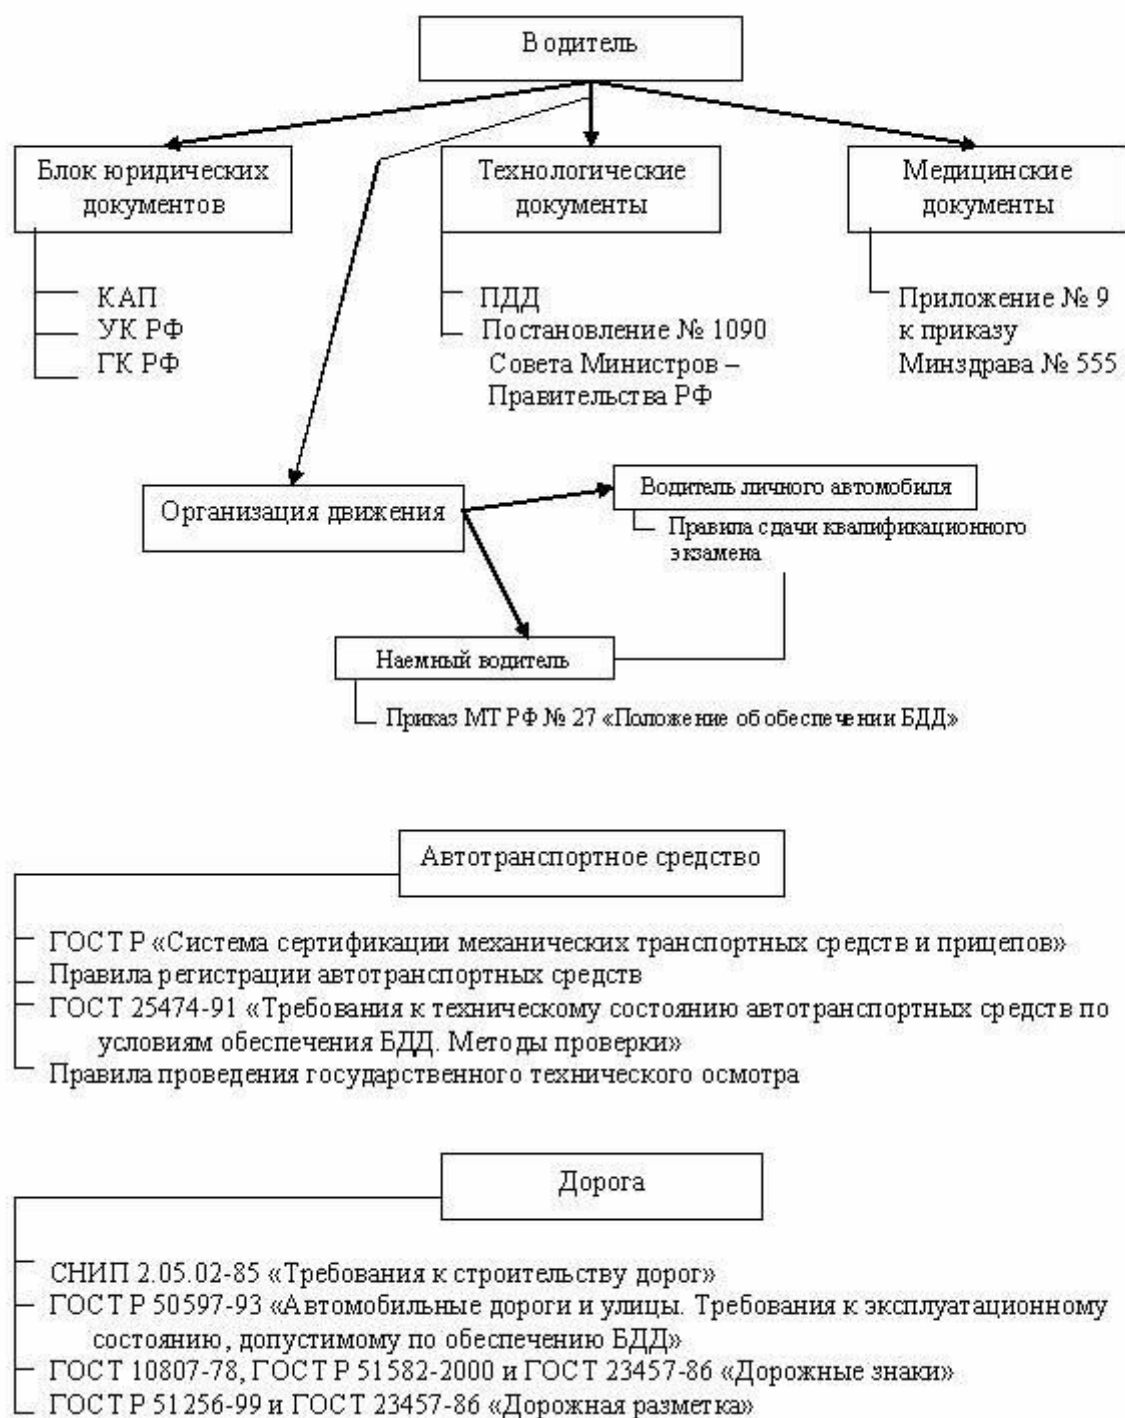 Водитель
Блок юридических
документов
Технологические
документы
Медицинские
документы
КАП
УК РФ
ГК РФ
ПДД
Постановление № 1090
Совета Министров –
Правительства РФ
Приложение № 9
к приказу
Минздрава № 555
Организация движения
Водитель личного автомобиля
Правила сдачи квалификационного
экзамена
Наемный водитель
Приказ МТ РФ № 27 «Положение об обеспечении БДД»
Автотранспортное средство
ГОСТ Р «Система сертификации механических транспортных средств и прицепов»
Правила регистрации автотранспортных средств
ГОСТ 25474-91 «Требования к техническому состоянию автотранспортных средств по
условиям обеспечения БДД. Методы проверки»
Правила проведения государственного технического осмотра
Дорога
СНИП 2.05.02-85 «Требования к строительству дорог»
ГОСТ Р 50597-93 «Автомобильные дороги и улицы. Требования к эксплуатационному
состоянию, допустимому по обеспечению БДД»
ГОСТ 10807-78, ГОСТ Р 51582-2000 и ГОСТ 23457-86 «Дорожные знаки»
ГОСТ Р 51256-99 и ГОСТ 23457-86 «Дорожная разметка»